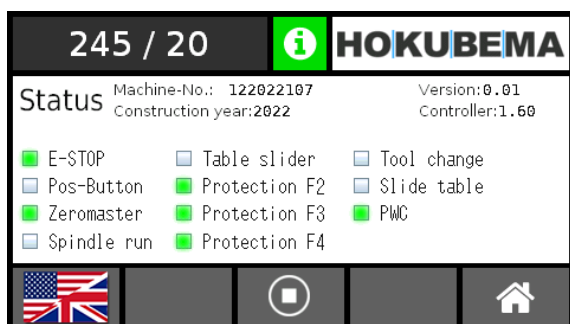 245 / 20 i HOKUBEMA
Status Machine-No.: 122022107 Version:0.01
Construction year:2022 Controller:1.60
E-STOP Table slider Tool change
Pos-Button Protection F2 Slide table
Zeromaster Protection F3 PWC
Spindle run Protection F4